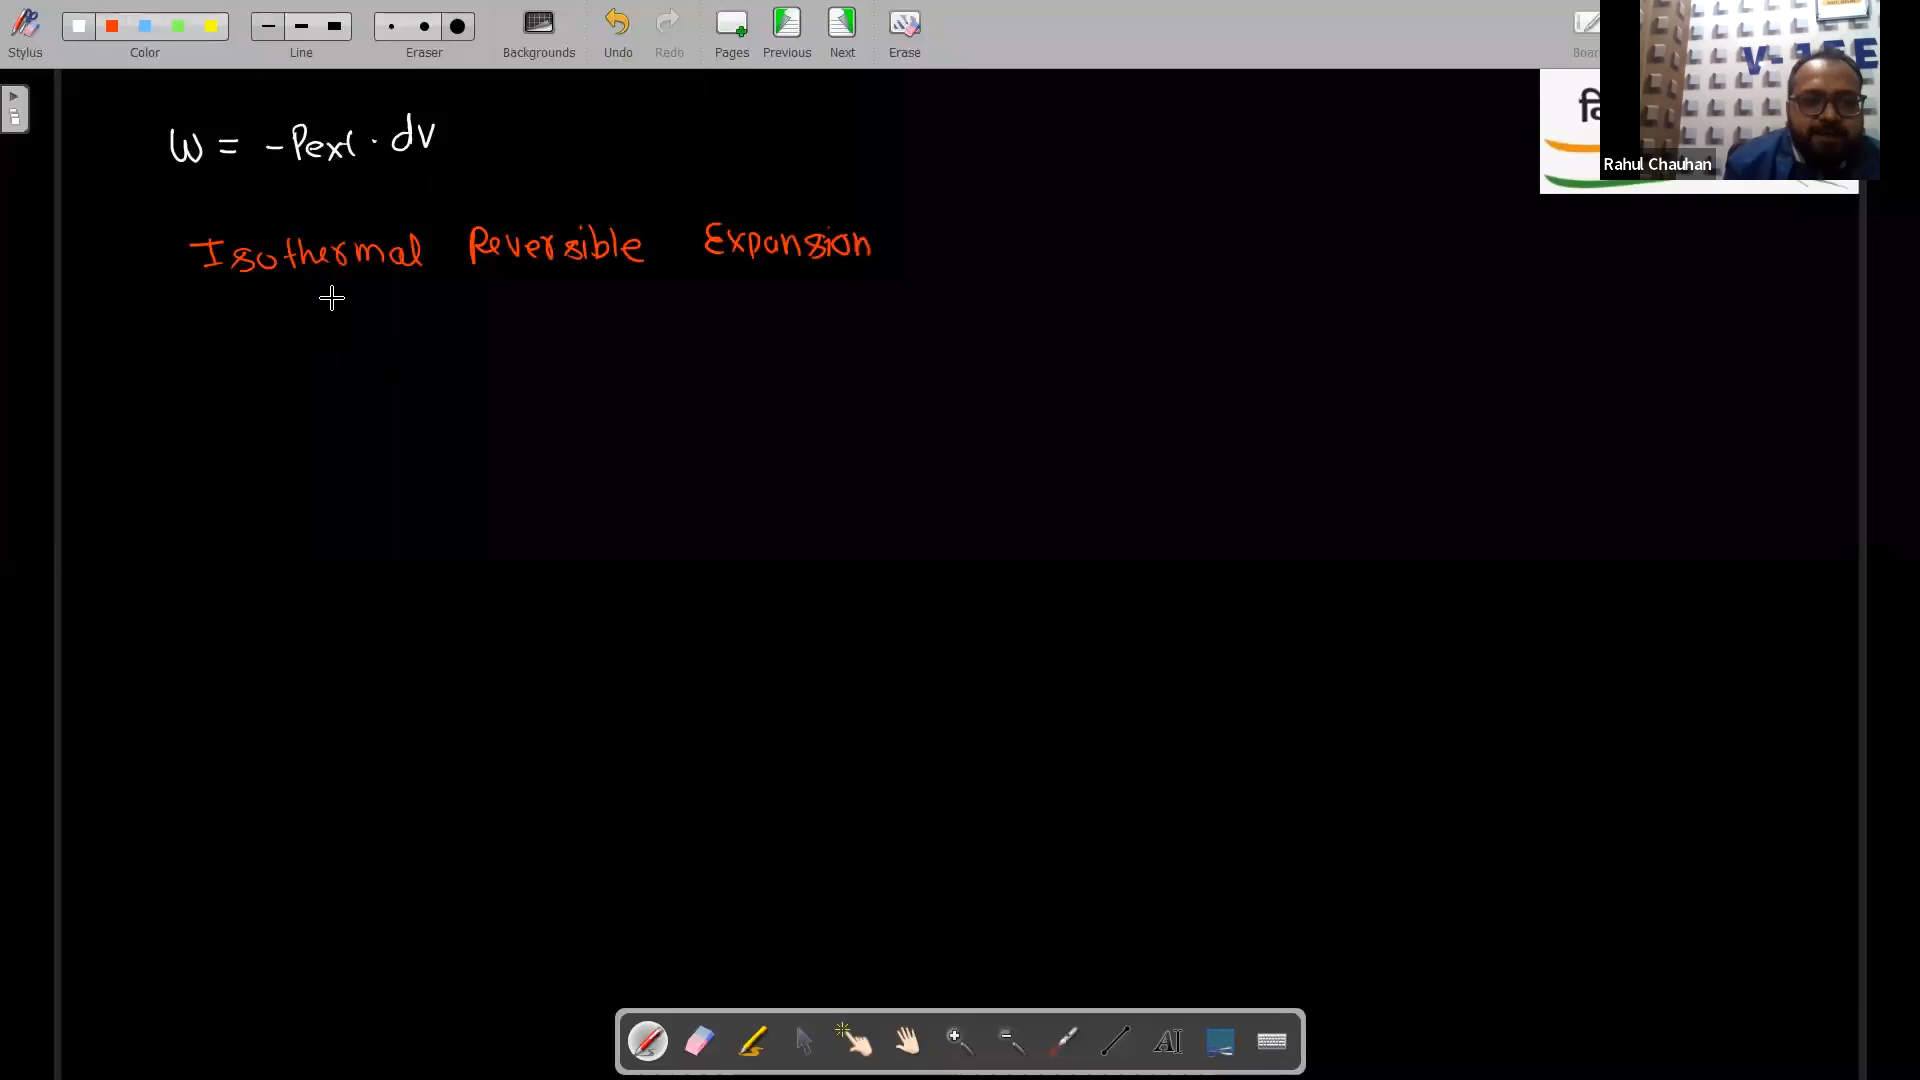 Stylus Color Line Eraser Backgrounds Undo Redo Pages Previous Next Erase
W = -Pext · dv
Isothermal Reversible Expansion
Rahul Chauhan